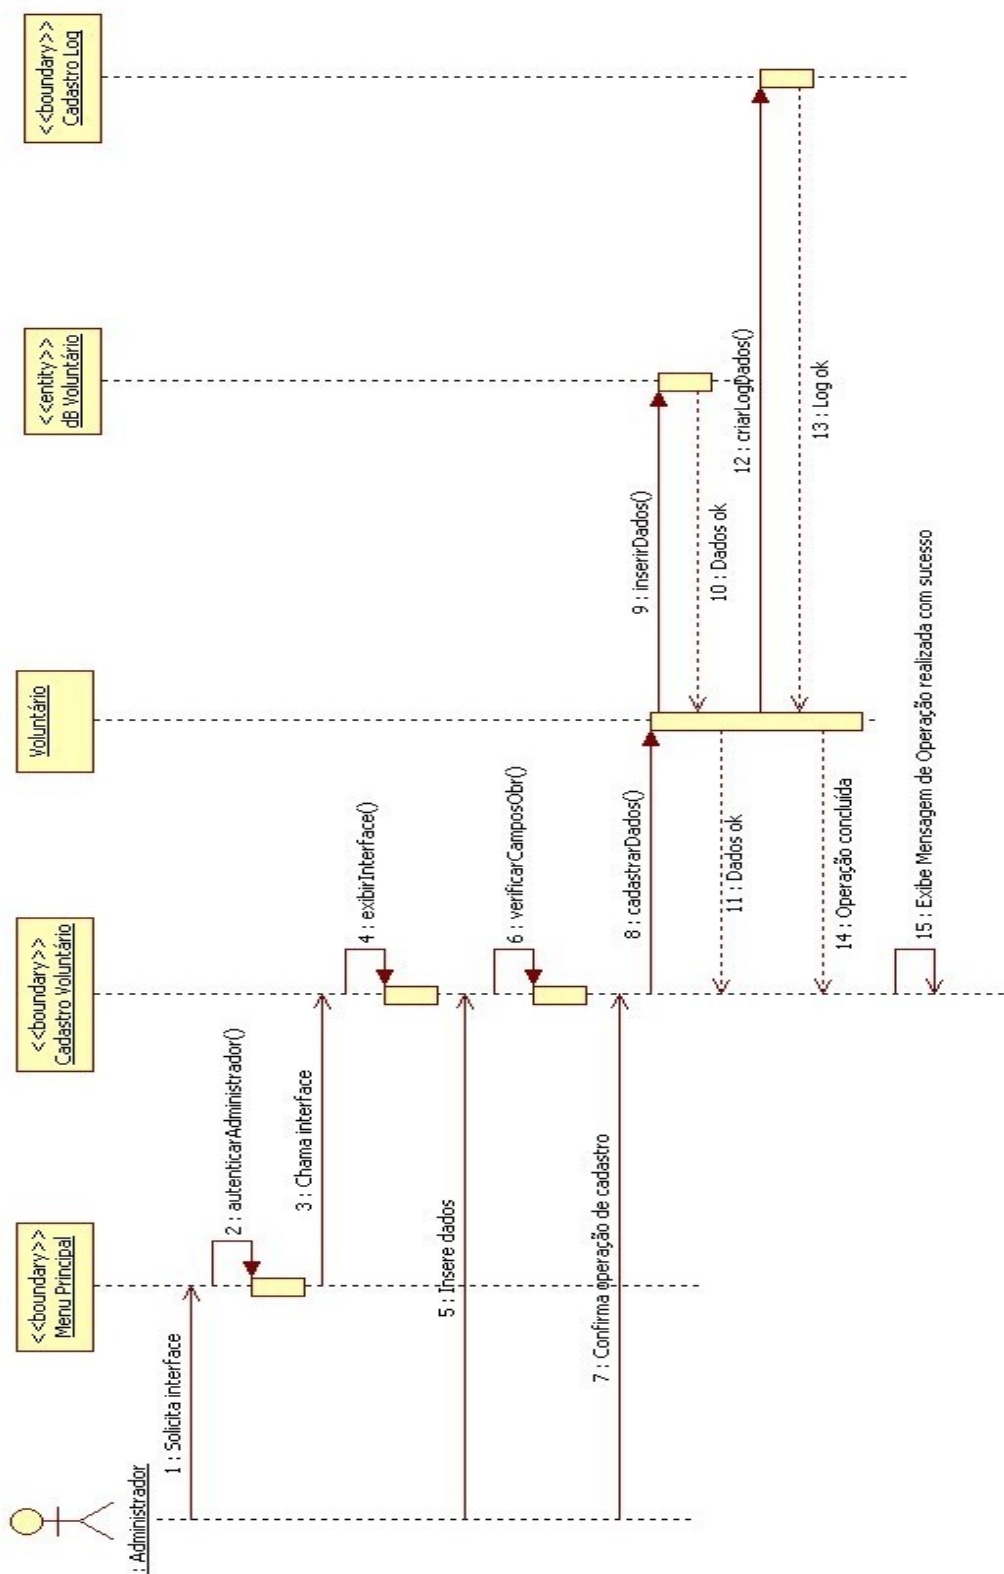 : Administrador
<<boundary>>
Menu Principal
<<boundary>>
Cadastro Voluntário
Voluntário
<<entity>>
dB Voluntário
<<boundary>>
Cadastro Log
1 : Solicita interface
2 : autenticarAdministrador()
3 : Chama interface
4 : exibirInterface()
5 : Insere dados
6 : verificarCamposObr()
7 : Confirma operação de cadastro
8 : cadastrarDados()
9 : inserirDados()
10 : Dados ok
11 : Dados ok
12 : criarLogDados()
13 : Log ok
14 : Operação concluída
15 : Exibe Mensagem de Operação realizada com sucesso